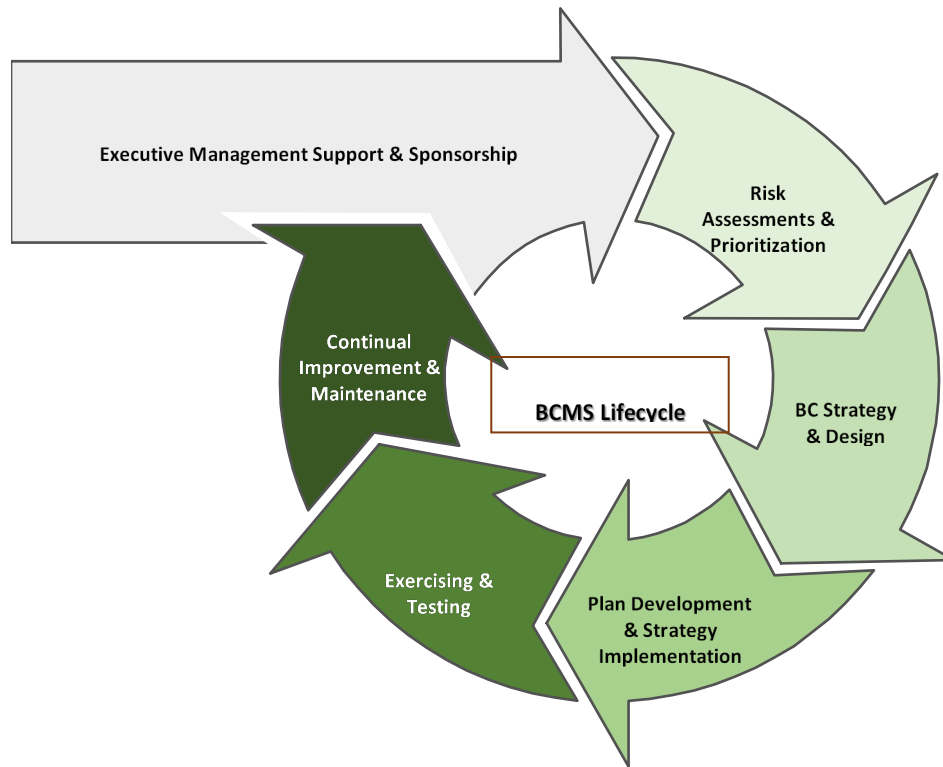 Executive Management Support & Sponsorship
Risk
Assessments &
Prioritization
BC Strategy
& Design
Plan Development
& Strategy
Implementation
Exercising &
Testing
Continual
Improvement &
Maintenance
BCMS Lifecycle